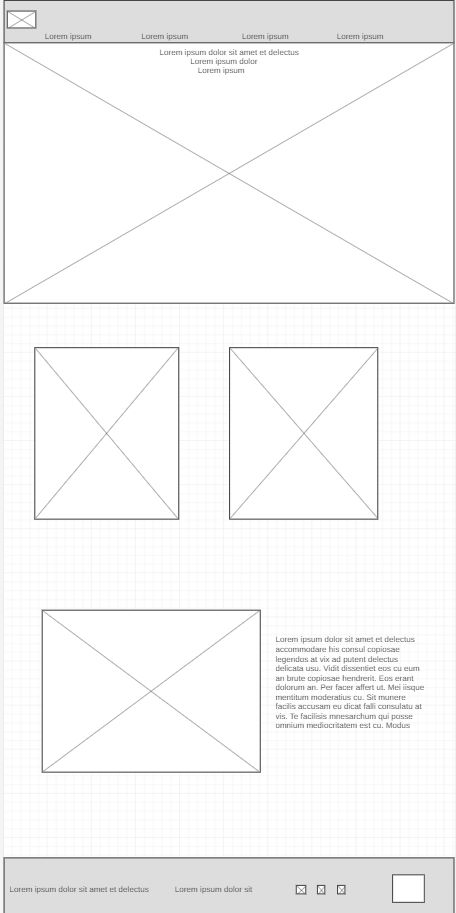 Lorem ipsum Lorem ipsum Lorem ipsum Lorem ipsum
Lorem ipsum dolor sit amet et delectus
Lorem ipsum dolor
Lorem ipsum
Lorem ipsum dolor sit amet et delectus
accommodare his consul copiosae
legendos at vix ad putent delectus
delicata usu. Vidit dissentiet eos cu eum
an brute copiosae hendrerit. Eos erant
dolorum an. Per facer affert ut. Mei iisque
mentitum moderatius cu. Sit munere
facilis accusam eu dicat falli consulatu at
vis. Te facilisis mnesarchum qui posse
omnium mediocritatem est cu. Modus
Lorem ipsum dolor sit amet et delectus Lorem ipsum dolor sit